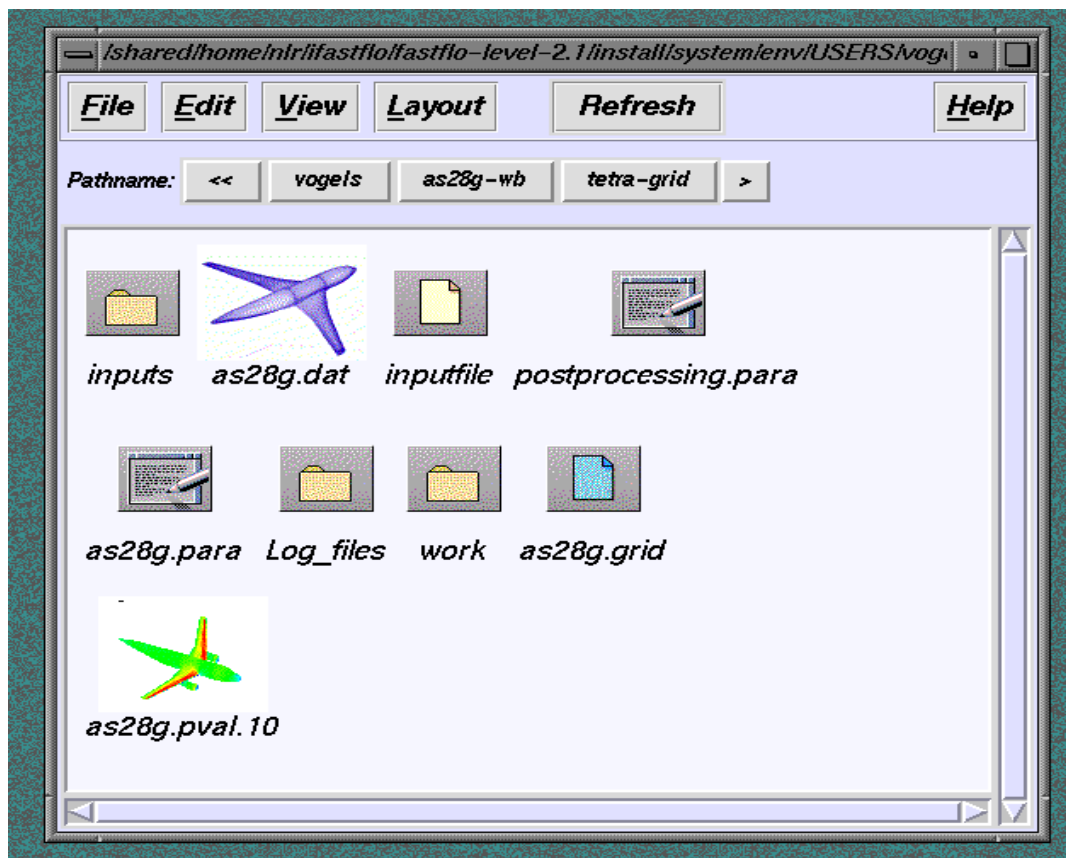 /shared/home/nlr/ifastflo/fastflo-level-2.1/install/system/env/USERS/voge
File Edit View Layout Refresh Help
Pathname: << vogels as28g-wb tetra-grid >
inputs as28g.dat inputfile postprocessing.para
as28g.para Log_files work as28g.grid
as28g.pval.10